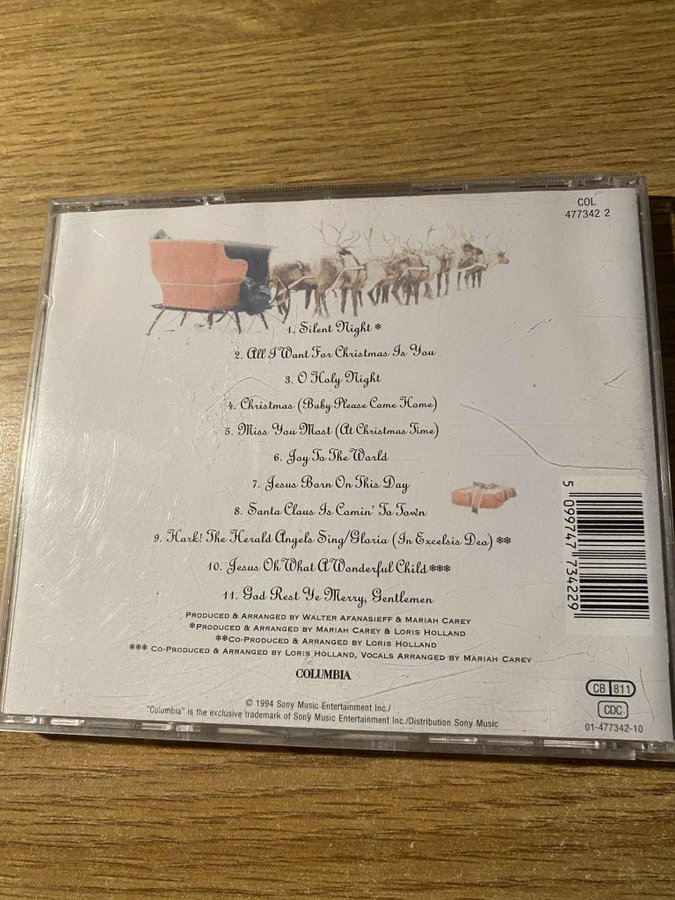 COL
477342 2
1. Silent Night *
2. All I Want For Christmas Is You
3. O Holy Night
4. Christmas (Baby Please Come Home)
5. Miss You Most (At Christmas Time)
6. Joy To The World
7. Jesus Born On This Day
8. Santa Claus Is Comin' To Town
9. Hark! The Herald Angels Sing/Gloria (In Excelsis Deo) **
10. Jesus Oh What A Wonderful Child ***
11. God Rest Ye Merry, Gentlemen
5 099747 734229
PRODUCED & ARRANGED BY WALTER AFANASIEFF & MARIAH CAREY
*PRODUCED & ARRANGED BY MARIAH CAREY & LORIS HOLLAND
**CO-PRODUCED & ARRANGED BY LORIS HOLLAND
*** CO-PRODUCED & ARRANGED BY LORIS HOLLAND, VOCALS ARRANGED BY MARIAH CAREY
COLUMBIA
CB 811
CDC
01-477342-10
© 1994 Sony Music Entertainment Inc./
"Columbia" is the exclusive trademark of Sony Music Entertainment Inc./Distribution Sony Music